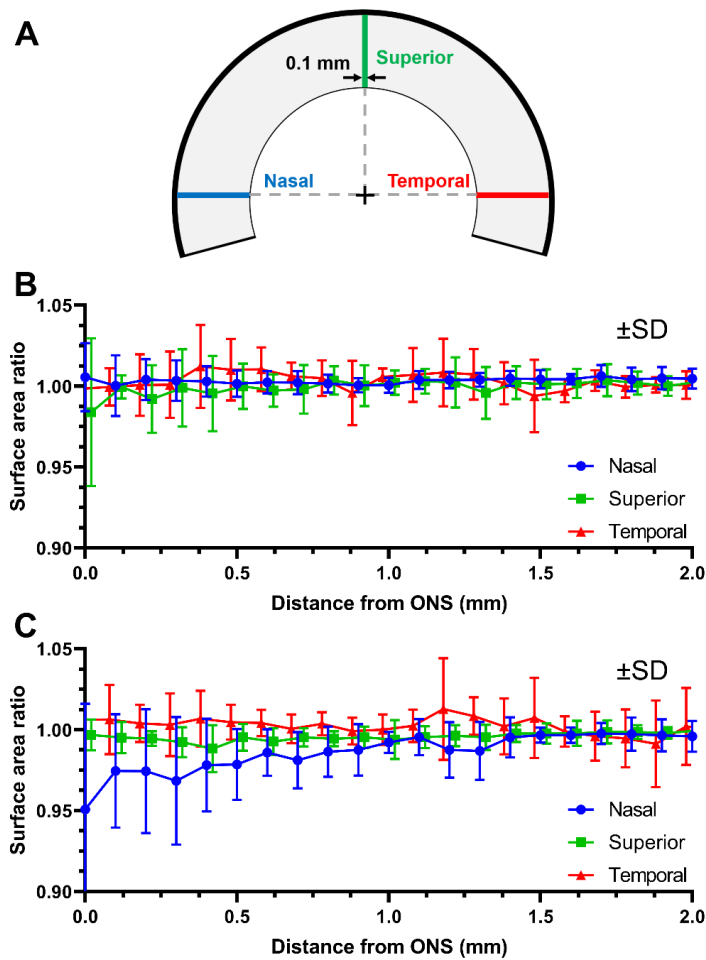 A
0.1 mm
Superior
Nasal
Temporal
B
±SD
Surface area ratio
1.05
1.00
0.95
0.90
Nasal
Superior
Temporal
0.0 0.5 1.0 1.5 2.0
Distance from ONS (mm)
C
±SD
Surface area ratio
1.05
1.00
0.95
0.90
Nasal
Superior
Temporal
0.0 0.5 1.0 1.5 2.0
Distance from ONS (mm)